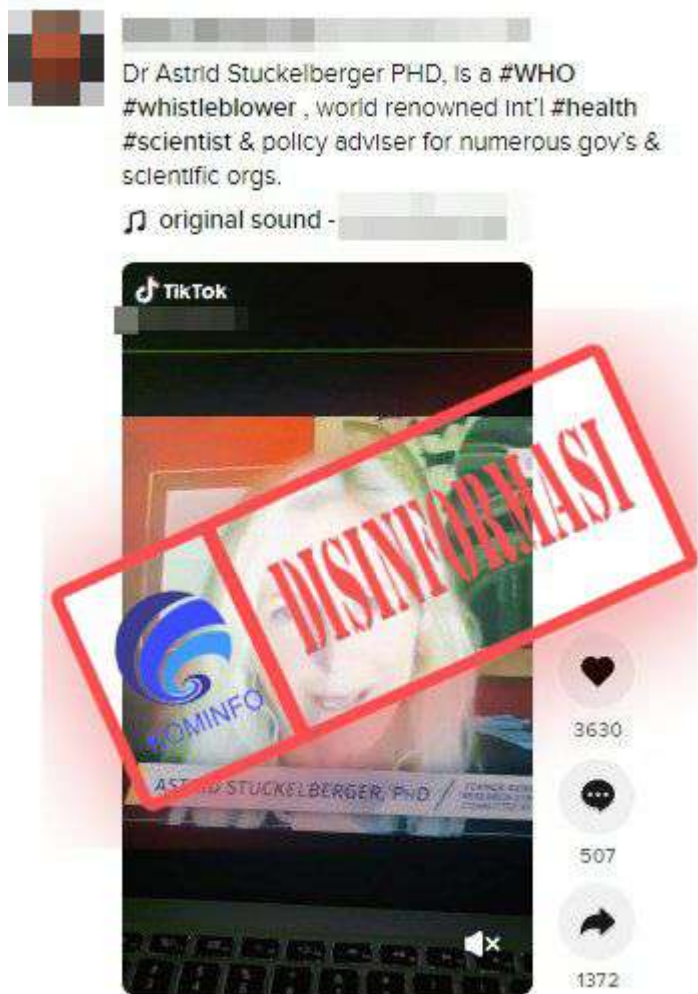 Dr Astrid Stuckelberger PHD, is a #WHO
#whistleblower , world renowned int'l #health
#scientist & policy adviser for numerous gov's &
scientific orgs.
original sound -
TikTok
DISINFORMASI
KOMINFO
ASTRID STUCKELBERGER, PHD /
3630
507
1372